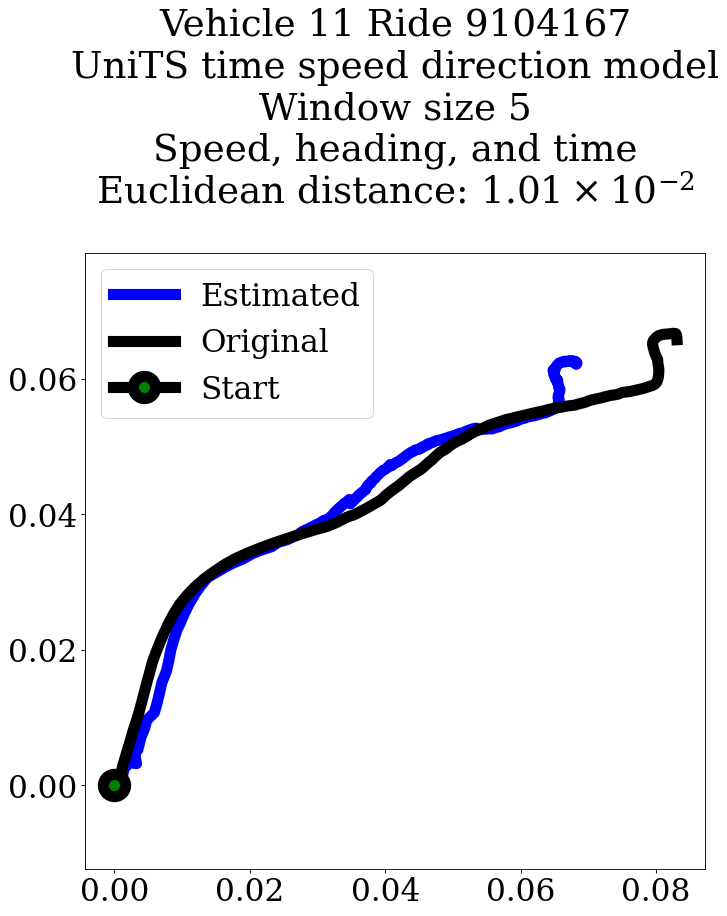 Vehicle 11 Ride 9104167
UniTS time speed direction model
Window size 5
Speed, heading, and time
Euclidean distance: 1.01 × 10⁻²
Estimated
Original
Start
0.06
0.04
0.02
0.00
0.00 0.02 0.04 0.06 0.08